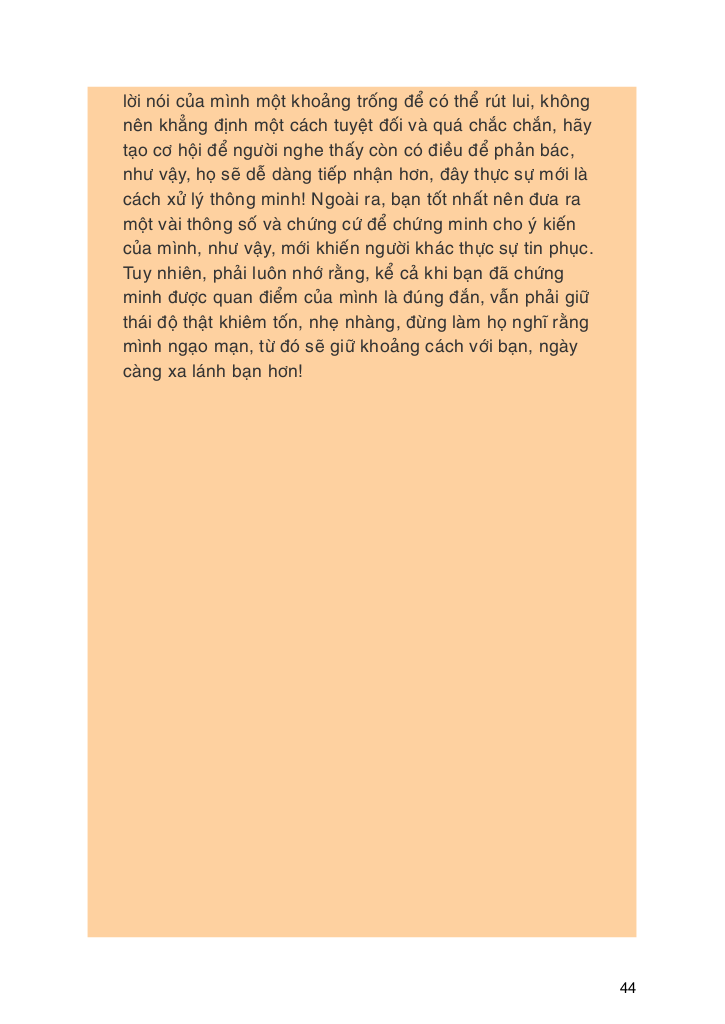 lời nói của mình một khoảng trống để có thể rút lui, không
nên khẳng định một cách tuyệt đối và quá chắc chắn, hãy
tạo cơ hội để người nghe thấy còn có điều để phản bác,
như vậy, họ sẽ dễ dàng tiếp nhận hơn, đây thực sự mới là
cách xử lý thông minh! Ngoài ra, bạn tốt nhất nên đưa ra
một vài thông số và chứng cứ để chứng minh cho ý kiến
của mình, như vậy, mới khiến người khác thực sự tin phục.
Tuy nhiên, phải luôn nhớ rằng, kể cả khi bạn đã chứng
minh được quan điểm của mình là đúng đắn, vẫn phải giữ
thái độ thật khiêm tốn, nhẹ nhàng, đừng làm họ nghĩ rằng
mình ngạo mạn, từ đó sẽ giữ khoảng cách với bạn, ngày
càng xa lánh bạn hơn!
44